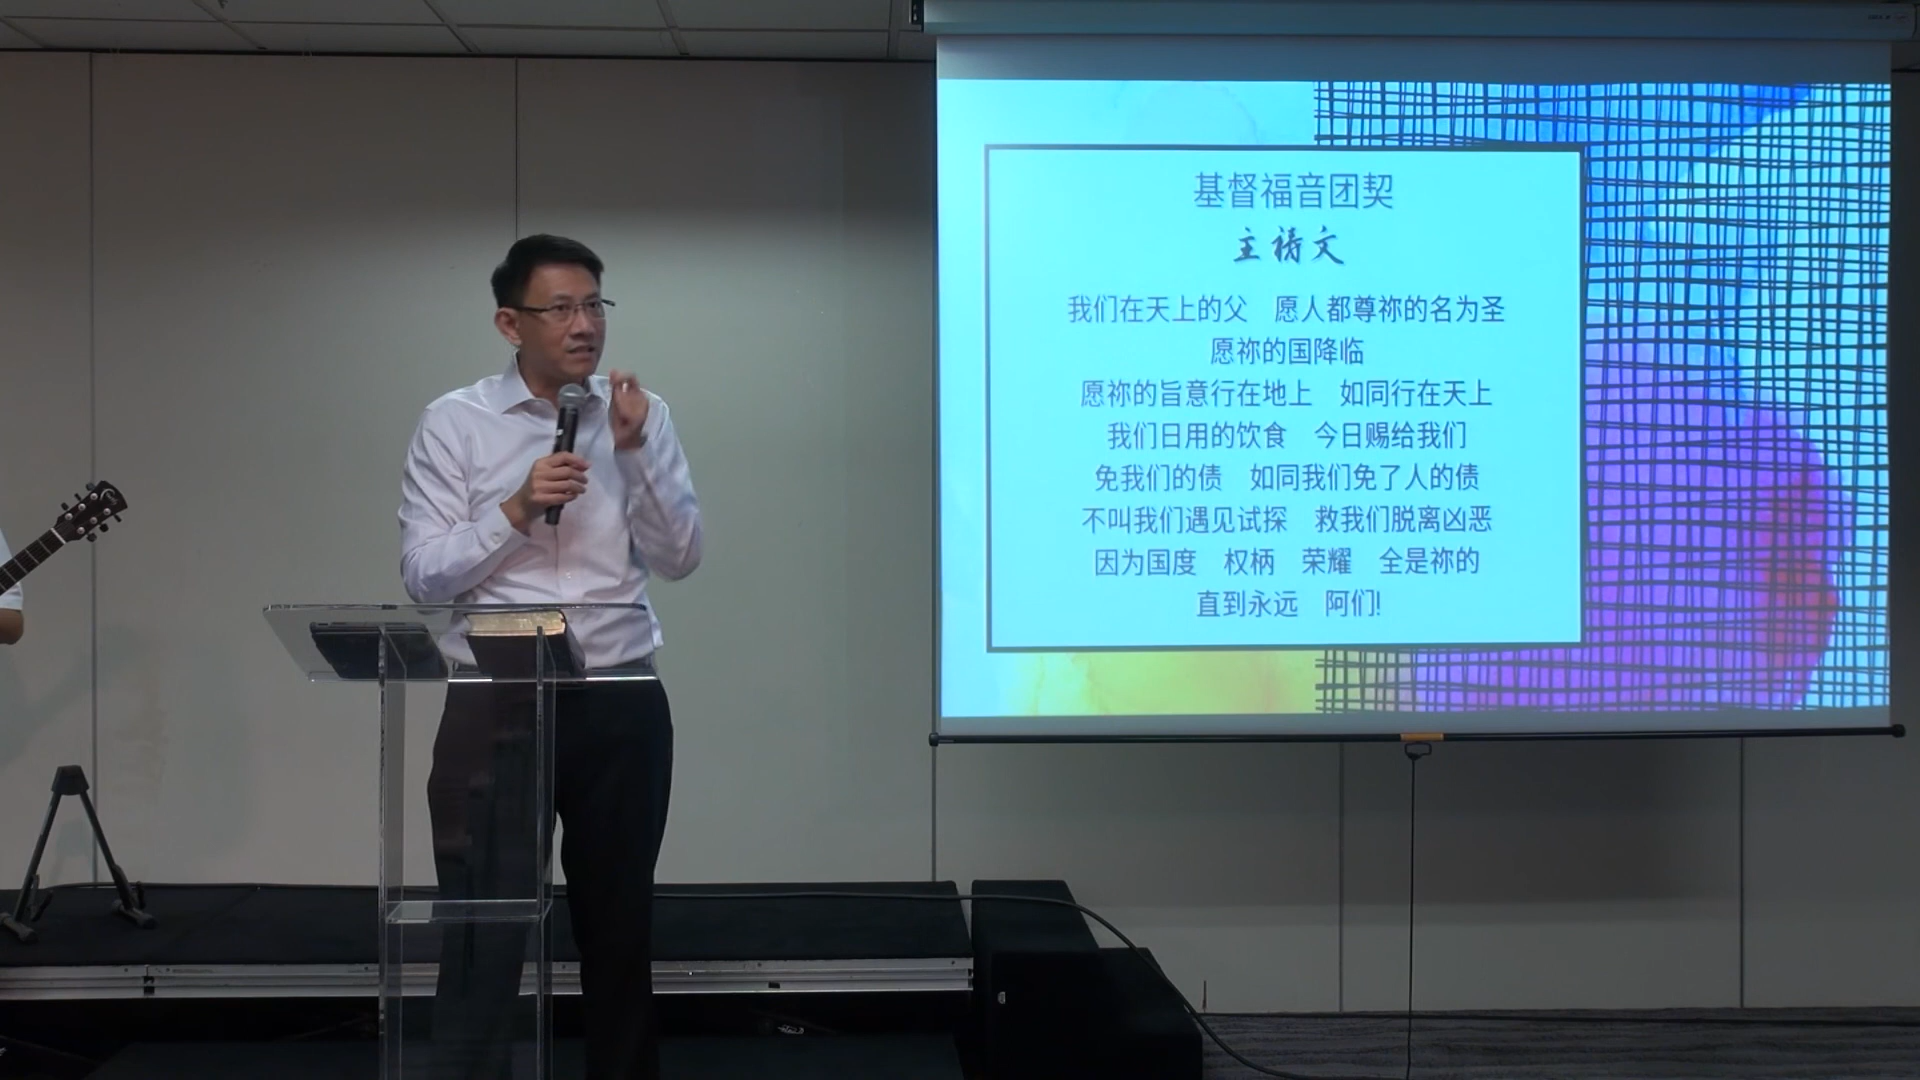 基督福音团契
主祷文
我们在天上的父 愿人都尊祢的名为圣
愿祢的国降临
愿祢的旨意行在地上 如同行在天上
我们日用的饮食 今日赐给我们
免我们的债 如同我们免了人的债
不叫我们遇见试探 救我们脱离凶恶
因为国度 权柄 荣耀 全是祢的
直到永远 阿们!